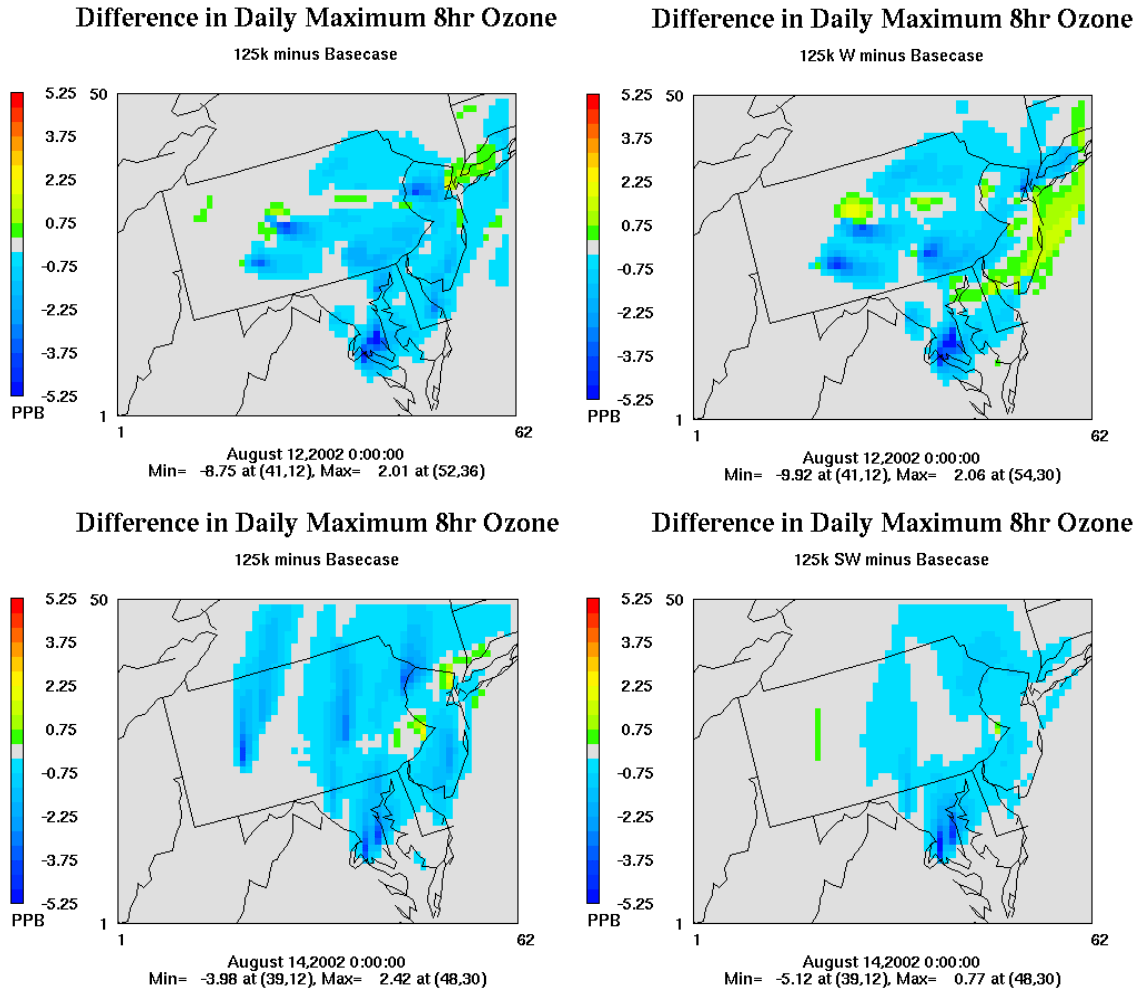 Difference in Daily Maximum 8hr Ozone
125k minus Basecase
5.25
3.75
2.25
0.75
-0.75
-2.25
-3.75
-5.25
PPB
50
1
1
62
August 12,2002 0:00:00
Min= -8.75 at (41,12), Max= 2.01 at (52,36)
Difference in Daily Maximum 8hr Ozone
125k W minus Basecase
5.25
3.75
2.25
0.75
-0.75
-2.25
-3.75
-5.25
PPB
50
1
1
62
August 12,2002 0:00:00
Min= -9.92 at (41,12), Max= 2.06 at (54,30)
Difference in Daily Maximum 8hr Ozone
125k minus Basecase
5.25
3.75
2.25
0.75
-0.75
-2.25
-3.75
-5.25
PPB
50
1
1
62
August 14,2002 0:00:00
Min= -3.98 at (39,12), Max= 2.42 at (48,30)
Difference in Daily Maximum 8hr Ozone
125k SW minus Basecase
5.25
3.75
2.25
0.75
-0.75
-2.25
-3.75
-5.25
PPB
50
1
1
62
August 14,2002 0:00:00
Min= -5.12 at (39,12), Max= 0.77 at (48,30)